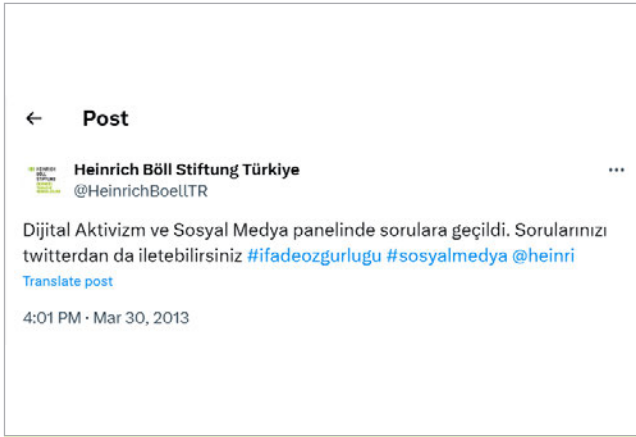 ← Post
Heinrich Böll Stiftung Türkiye
@HeinrichBoellTR
Dijital Aktivizm ve Sosyal Medya panelinde sorulara geçildi. Sorularınızı
twitterdan da iletebilirsiniz #ifadeozgurlugu #sosyalmedya @heinri
Translate post
4:01 PM · Mar 30, 2013